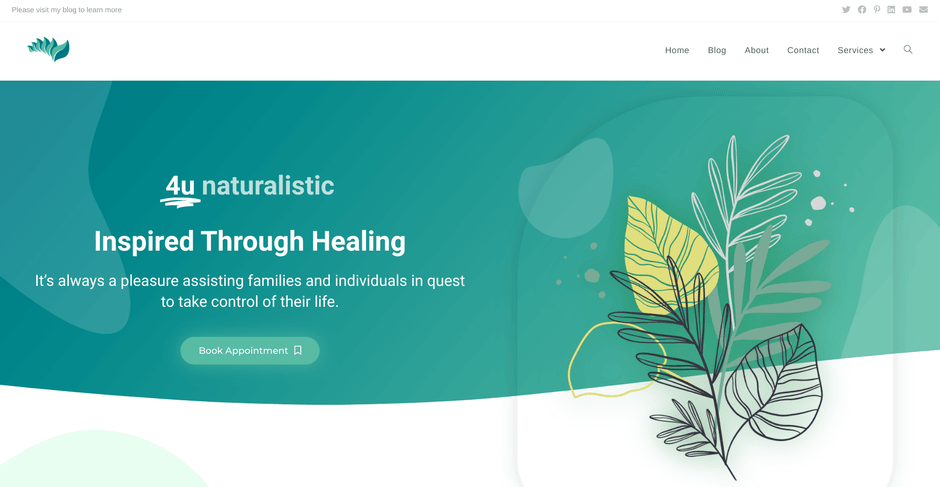 Please visit my blog to learn more
Home Blog About Contact Services
4u naturalistic
Inspired Through Healing
It's always a pleasure assisting families and individuals in quest
to take control of their life.
Book Appointment